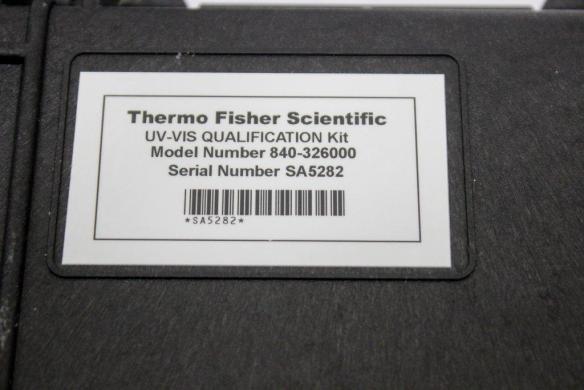 Thermo Fisher Scientific
UV-VIS QUALIFICATION Kit
Model Number 840-326000
Serial Number SA5282
*SA5282*